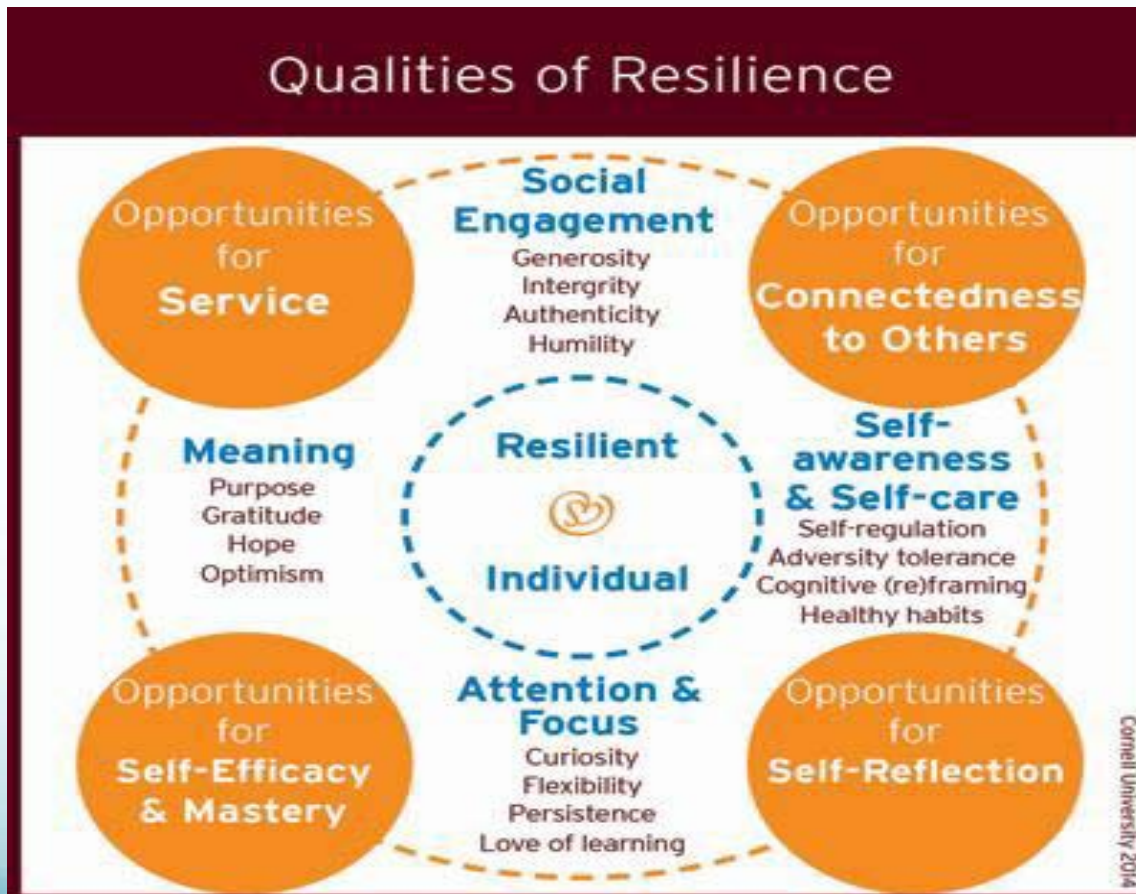 Qualities of Resilience
Opportunities
for
Service
Social
Engagement
Generosity
Intergrity
Authenticity
Humility
Opportunities
for
Connectedness
to Others
Meaning
Purpose
Gratitude
Hope
Optimism
Resilient
Individual
Self-
awareness
& Self-care
Self-regulation
Adversity tolerance
Cognitive (re)framing
Healthy habits
Opportunities
for
Self-Efficacy
& Mastery
Attention &
Focus
Curiosity
Flexibility
Persistence
Love of learning
Opportunities
for
Self-Reflection
Cornell University 2014